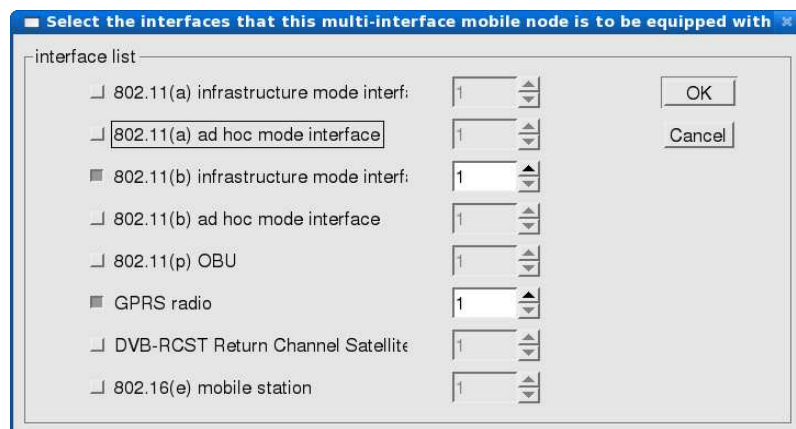 Select the interfaces that this multi-interface mobile node is to be equipped with
interface list
802.11(a) infrastructure mode interfa 1 OK
802.11(a) ad hoc mode interface 1 Cancel
802.11(b) infrastructure mode interfa 1
802.11(b) ad hoc mode interface 1
802.11(p) OBU 1
GPRS radio 1
DVB-RCST Return Channel Satellite 1
802.16(e) mobile station 1